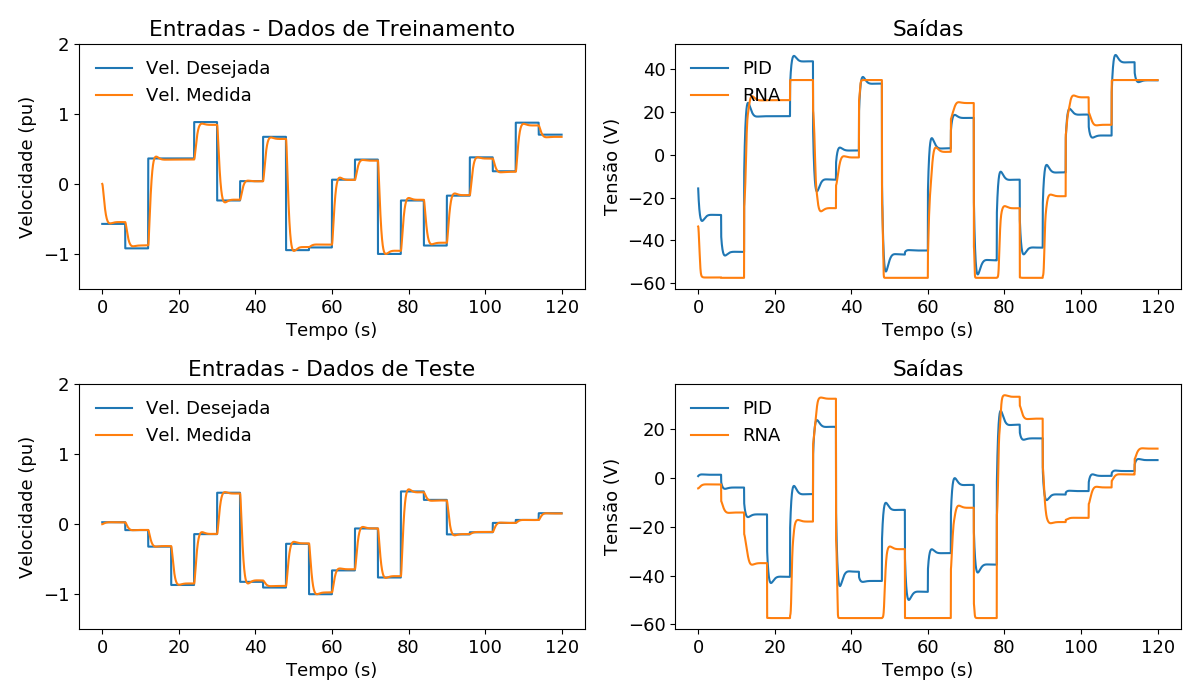 Entradas - Dados de Treinamento
2
1
0
−1
Velocidade (pu)
Vel. Desejada
Vel. Medida
0 20 40 60 80 100 120
Tempo (s)
Saídas
40
20
0
−20
−40
−60
Tensão (V)
PID
RNA
0 20 40 60 80 100 120
Tempo (s)
Entradas - Dados de Teste
2
1
0
−1
Velocidade (pu)
Vel. Desejada
Vel. Medida
0 20 40 60 80 100 120
Tempo (s)
Saídas
20
0
−20
−40
−60
Tensão (V)
PID
RNA
0 20 40 60 80 100 120
Tempo (s)